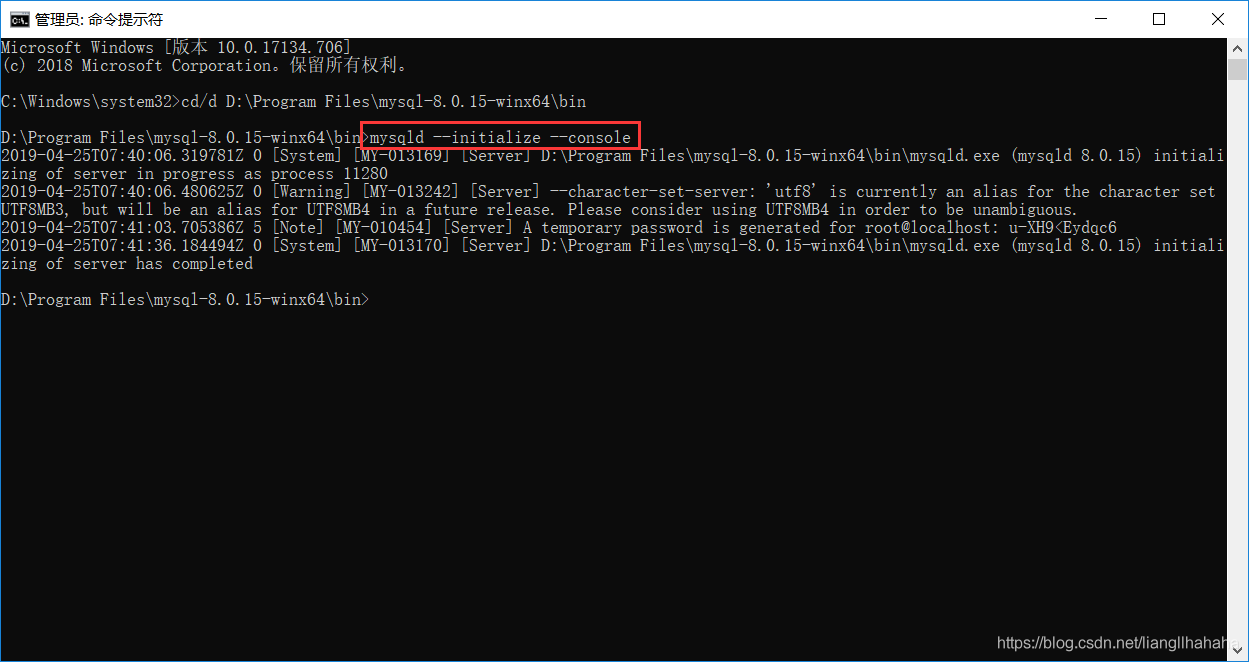 管理员: 命令提示符
Microsoft Windows [版本 10.0.17134.706]
(c) 2018 Microsoft Corporation。保留所有权利。
C:\Windows\system32>cd/d D:\Program Files\mysql-8.0.15-winx64\bin
D:\Program Files\mysql-8.0.15-winx64\bin>mysqld --initialize --console
2019-04-25T07:40:06.319781Z 0 [System] [MY-013169] [Server] D:\Program Files\mysql-8.0.15-winx64\bin\mysqld.exe (mysqld 8.0.15) initiali
zing of server in progress as process 11280
2019-04-25T07:40:06.480625Z 0 [Warning] [MY-013242] [Server] --character-set-server: 'utf8' is currently an alias for the character set
UTF8MB3, but will be an alias for UTF8MB4 in a future release. Please consider using UTF8MB4 in order to be unambiguous.
2019-04-25T07:41:03.705386Z 5 [Note] [MY-010454] [Server] A temporary password is generated for root@localhost: u-XH9<Eydqc6
2019-04-25T07:41:36.184494Z 0 [System] [MY-013170] [Server] D:\Program Files\mysql-8.0.15-winx64\bin\mysqld.exe (mysqld 8.0.15) initiali
zing of server has completed
D:\Program Files\mysql-8.0.15-winx64\bin>
https://blog.csdn.net/liangllhahaha